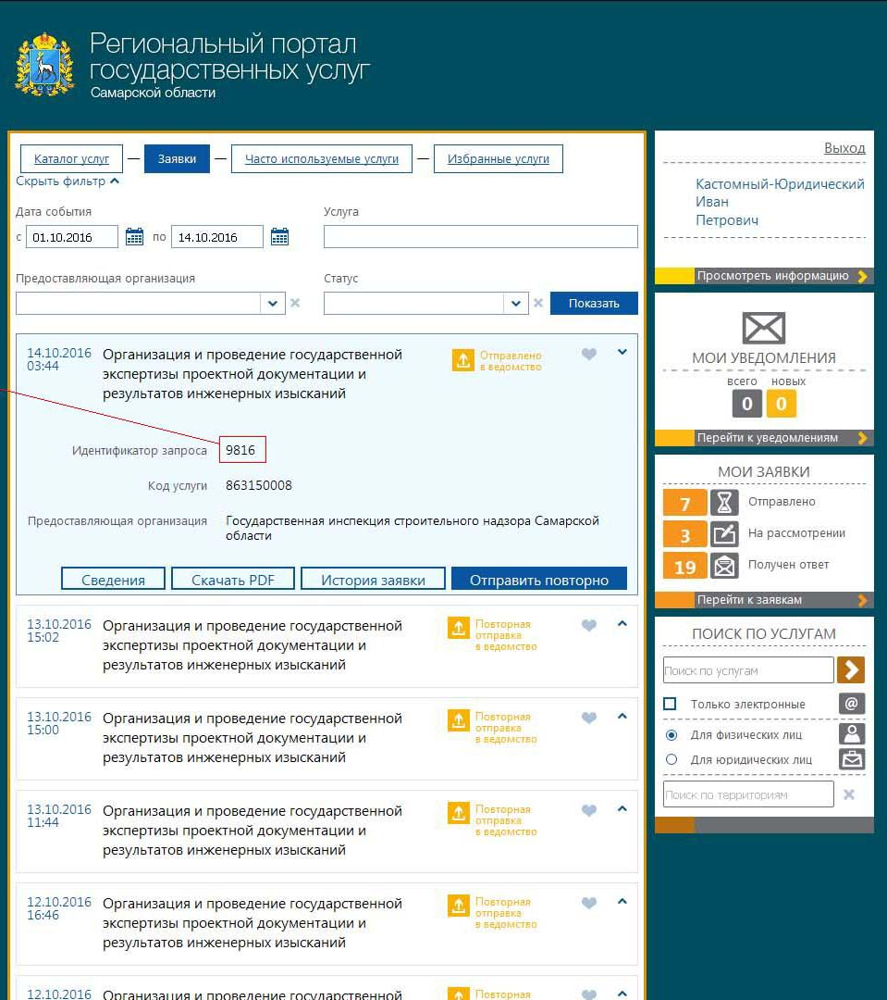 Региональный портал
государственных услуг
Самарской области
Каталог услуг — Заявки — Часто используемые услуги — Избранные услуги
Скрыть фильтр
Дата события
с 01.10.2016 по 14.10.2016
Услуга
Предоставляющая организация
Статус
Показать
14.10.2016
03:44
Организация и проведение государственной
экспертизы проектной документации и
результатов инженерных изысканий
Отправлено
в ведомство
Идентификатор запроса 9816
Код услуги 863150008
Предоставляющая организация Государственная инспекция строительного надзора Самарской
области
Сведения
Скачать PDF
История заявки
Отправить повторно
13.10.2016
15:02
Организация и проведение государственной
экспертизы проектной документации и
результатов инженерных изысканий
Повторная
отправка
в ведомство
13.10.2016
15:00
Организация и проведение государственной
экспертизы проектной документации и
результатов инженерных изысканий
Повторная
отправка
в ведомство
13.10.2016
11:44
Организация и проведение государственной
экспертизы проектной документации и
результатов инженерных изысканий
Повторная
отправка
в ведомство
12.10.2016
16:46
Организация и проведение государственной
экспертизы проектной документации и
результатов инженерных изысканий
Повторная
отправка
в ведомство
12.10.2016
Организация и проведение государственной
Повторная
Выход
Кастомный-Юридический
Иван
Петрович
Просмотреть информацию
МОИ УВЕДОМЛЕНИЯ
всего новых
0 0
Перейти к уведомлениям
МОИ ЗАЯВКИ
7 Отправлено
3 На рассмотрении
19 Получен ответ
Перейти к заявкам
ПОИСК ПО УСЛУГАМ
Поиск по услугам
Только электронные @
Для физических лиц
Для юридических лиц
Поиск по территориям